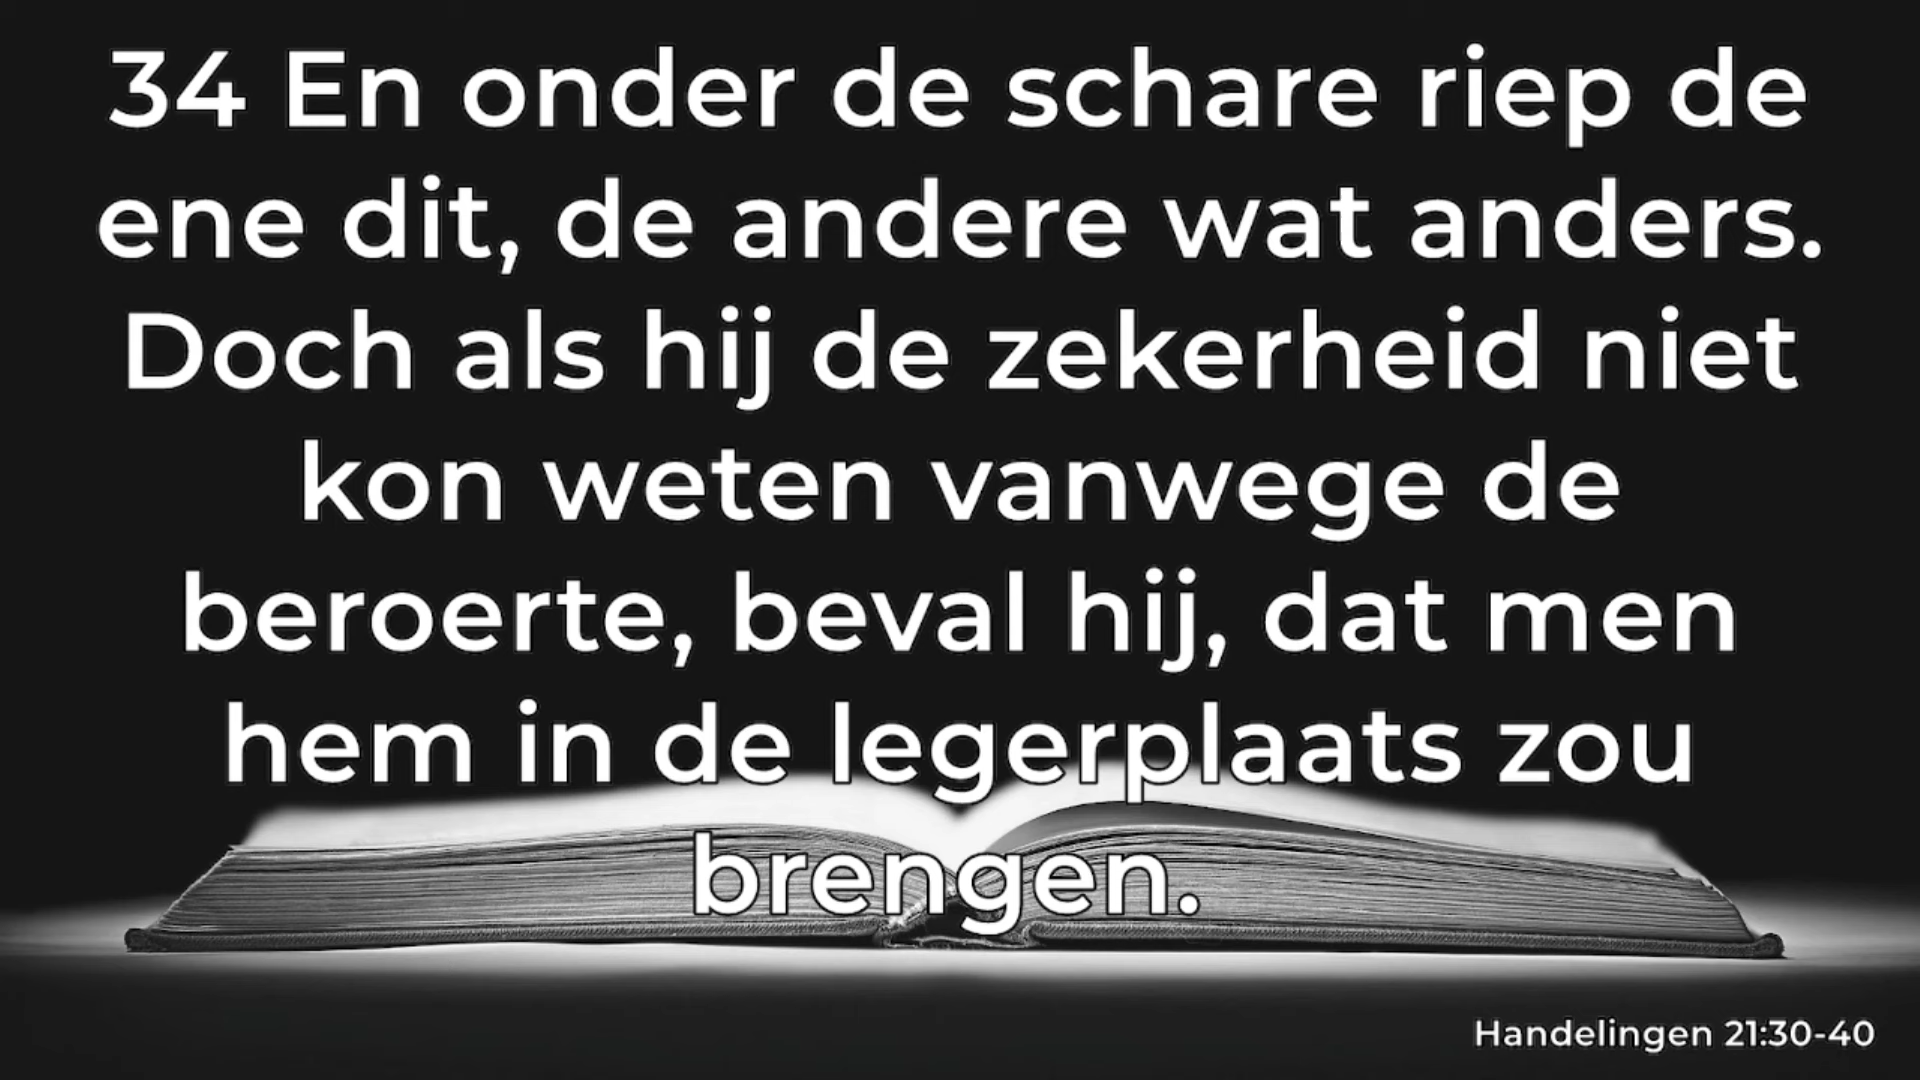 34 En onder de schare riep de
ene dit, de andere wat anders.
Doch als hij de zekerheid niet
kon weten vanwege de
beroerte, beval hij, dat men
hem in de legerplaats zou
brengen.
Handelingen 21:30-40